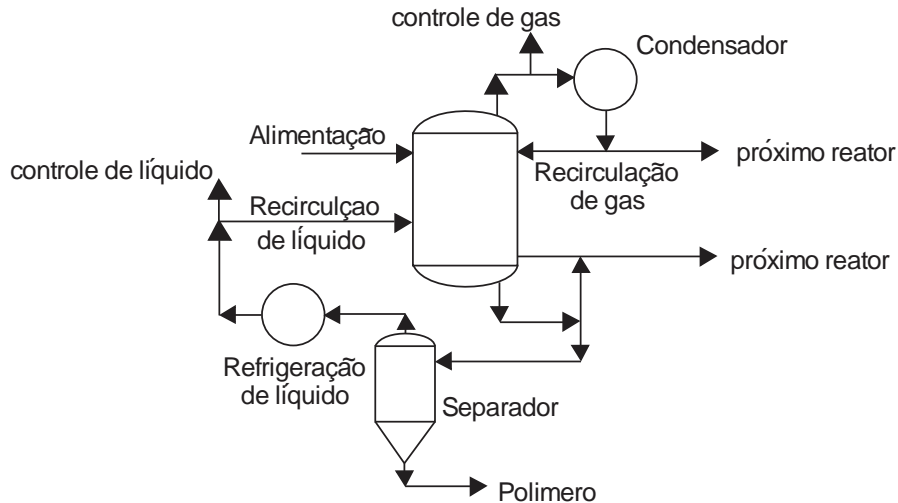 controle de gas
Condensador
Alimentação
próximo reator
Recirculação
de gas
controle de líquido
Recirculçao
de líquido
próximo reator
Refrigeração
de líquido
Separador
Polimero